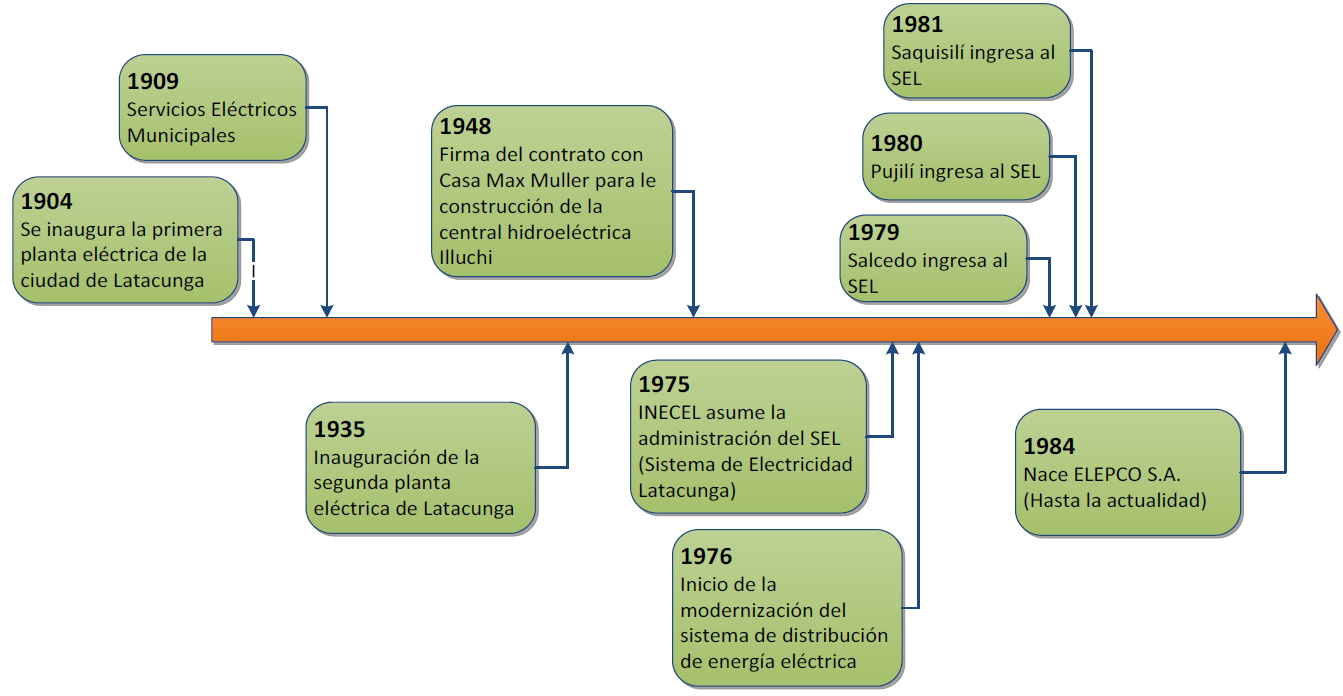 1904
Se inaugura la primera
planta eléctrica de la
ciudad de Latacunga
1909
Servicios Eléctricos
Municipales
1935
Inauguración de la
segunda planta
eléctrica de Latacunga
1948
Firma del contrato con
Casa Max Muller para le
construcción de la
central hidroeléctrica
Illuchi
1975
INECEL asume la
administración del SEL
(Sistema de Electricidad
Latacunga)
1976
Inicio de la
modernización del
sistema de distribución
de energía eléctrica
1979
Salcedo ingresa al
SEL
1980
Pujilí ingresa al SEL
1981
Saquisilí ingresa al
SEL
1984
Nace ELEPCO S.A.
(Hasta la actualidad)